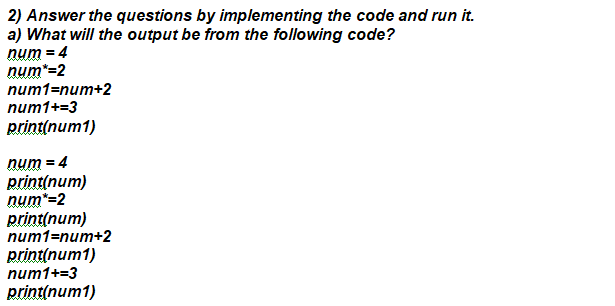 2) Answer the questions by implementing the code and run it.
a) What will the output be from the following code?
num = 4
num*=2
num1=num+2
num1+=3
print(num1)
num = 4
print(num)
num*=2
print(num)
num1=num+2
print(num1)
num1+=3
print(num1)